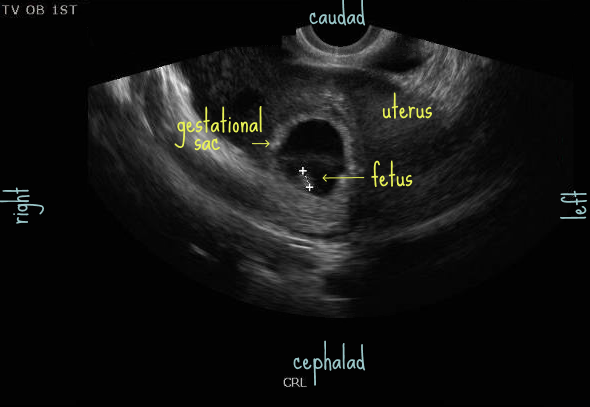 TV OB 1ST
caudad
uterus
gestational
sac
fetus
right
left
cephalad
CRL